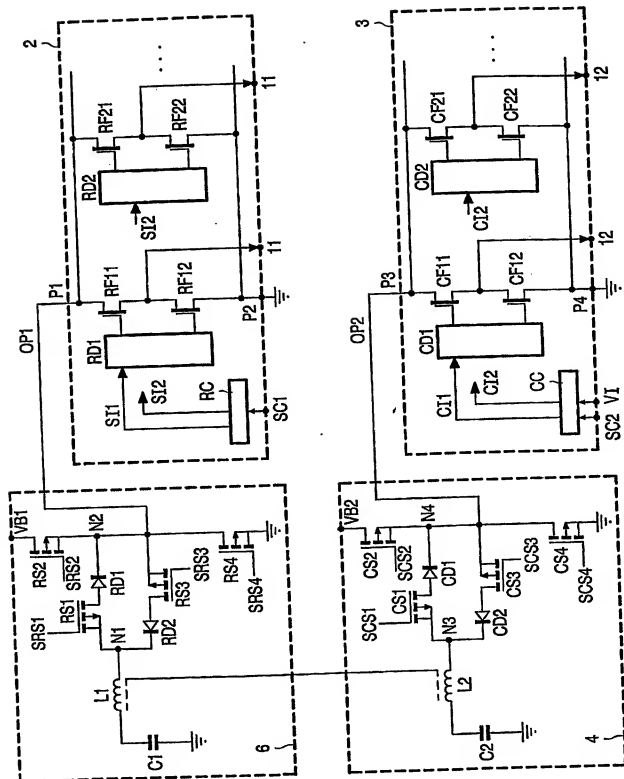 2
P1
OP1
RD1
RF11
RF12
SI1
SI2
RC
SC1
P2
11
RD2
SI2
RF21
RF22
11
VB1
RS2
SRS2
N2
SRS1
RS1
RD1
N1
RD2
RS3
SRS3
RS4
SRS4
L1
C1
6
3
P3
OP2
CD1
CF11
CF12
CI1
CI2
CC
SC2
VI
P4
12
CD2
CI2
CF21
CF22
12
VB2
CS2
SCS2
N4
SCS1
CS1
CD1
N3
CD2
CS3
SCS3
CS4
SCS4
L2
C2
4